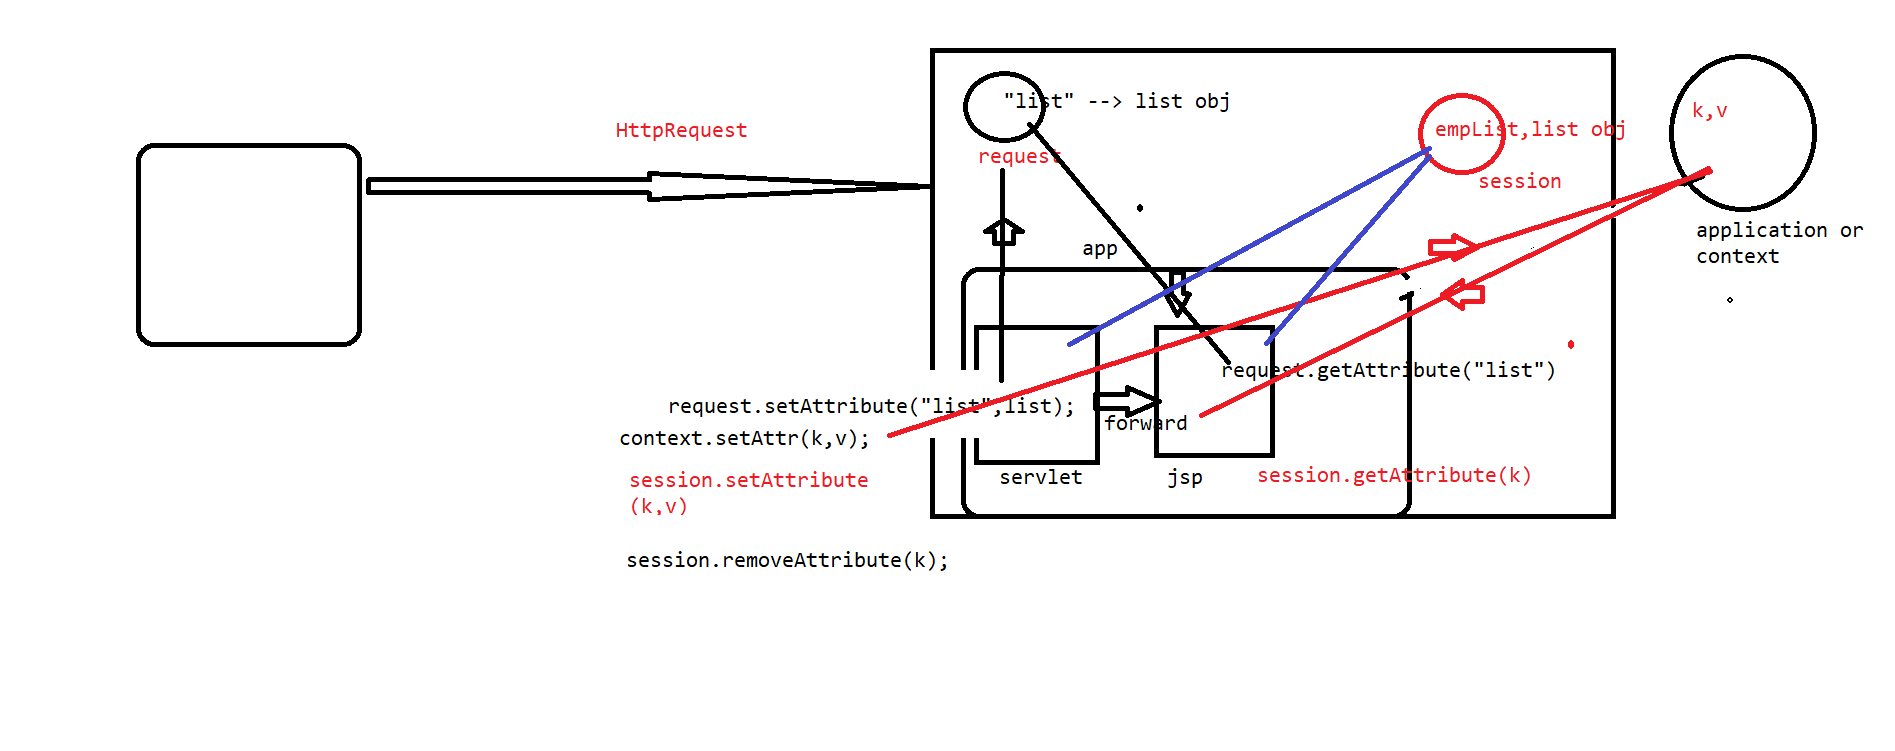 "list" --> list obj
HttpRequest
empList,list obj
k,v
request
session
application or
context
app
request.getAttribute("list")
request.setAttribute("list",list);
forward
context.setAttr(k,v);
session.setAttribute
(k,v)
servlet
jsp
session.getAttribute(k)
session.removeAttribute(k);